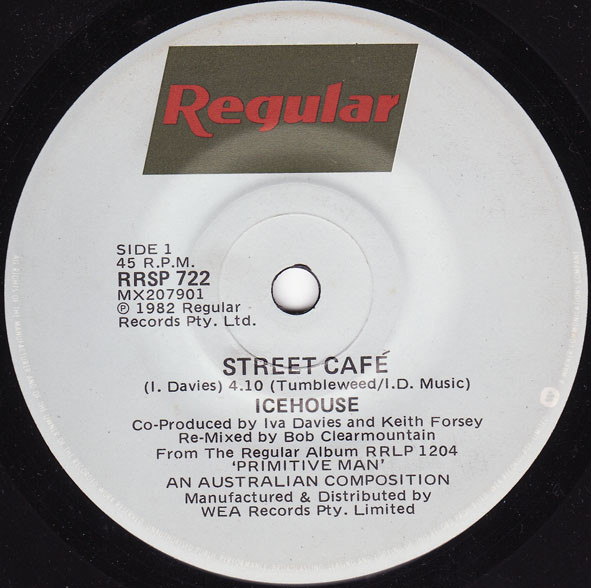 Regular
SIDE 1
45 R.P.M.
RRSP 722
MX207901
℗ 1982 Regular
Records Pty. Ltd.
STREET CAFÉ
(I. Davies) 4.10 (Tumbleweed/I.D. Music)
ICEHOUSE
Co-Produced by Iva Davies and Keith Forsey
Re-Mixed by Bob Clearmountain
From The Regular Album RRLP 1204
'PRIMITIVE MAN'
AN AUSTRALIAN COMPOSITION
Manufactured & Distributed by
WEA Records Pty. Limited